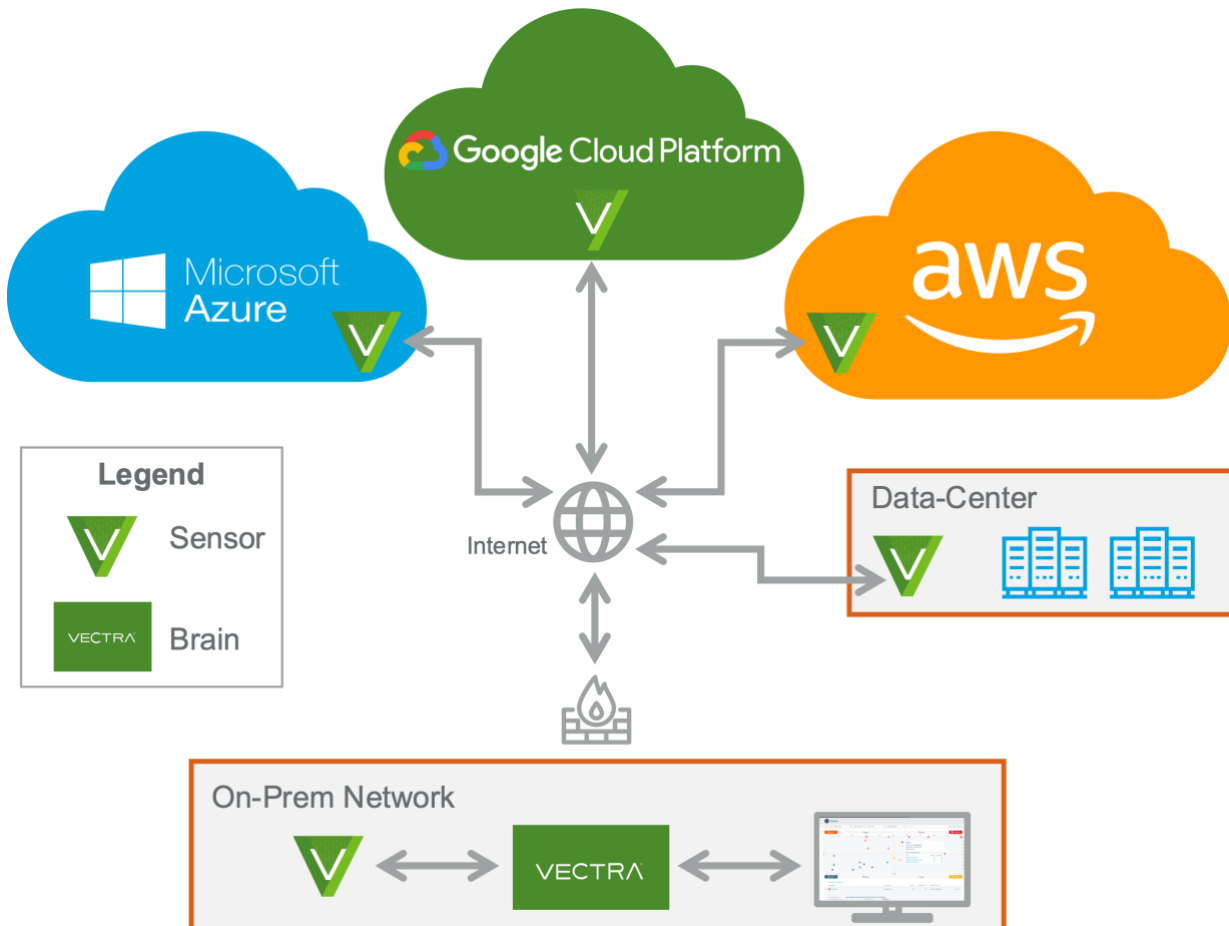 Google Cloud Platform
V
Microsoft
Azure
V
aws
V
Legend
V
Sensor
VECTRA
Brain
Internet
Data-Center
V
On-Prem Network
V
VECTRA